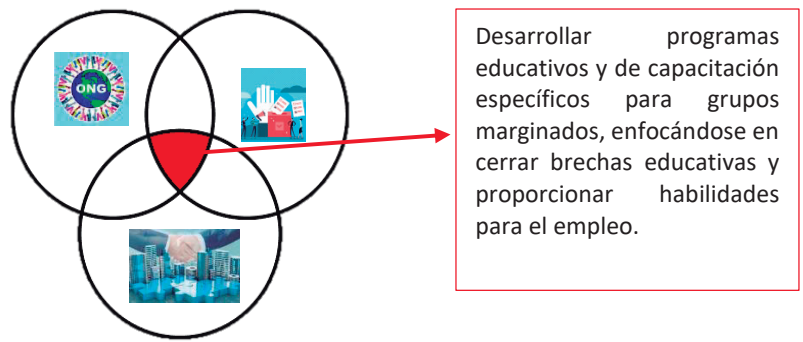 ONG
Desarrollar programas
educativos y de capacitación
específicos para grupos
marginados, enfocándose en
cerrar brechas educativas y
proporcionar habilidades
para el empleo.